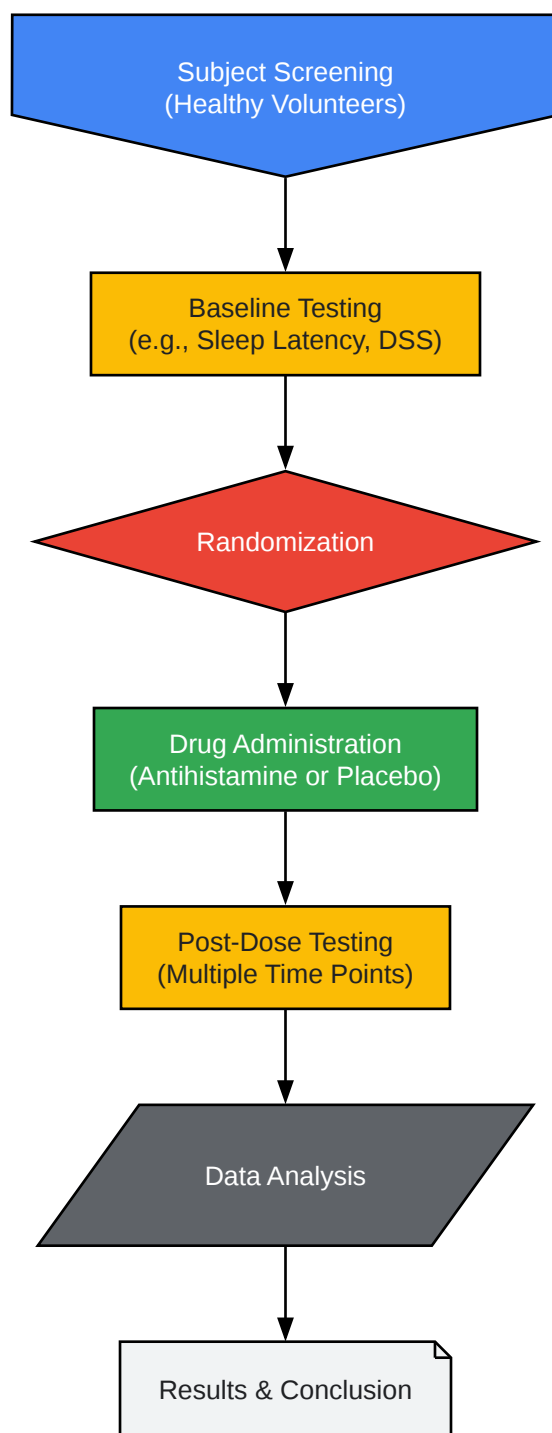 Subject Screening
(Healthy Volunteers)
Baseline Testing
(e.g., Sleep Latency, DSS)
Randomization
Drug Administration
(Antihistamine or Placebo)
Post-Dose Testing
(Multiple Time Points)
Data Analysis
Results & Conclusion